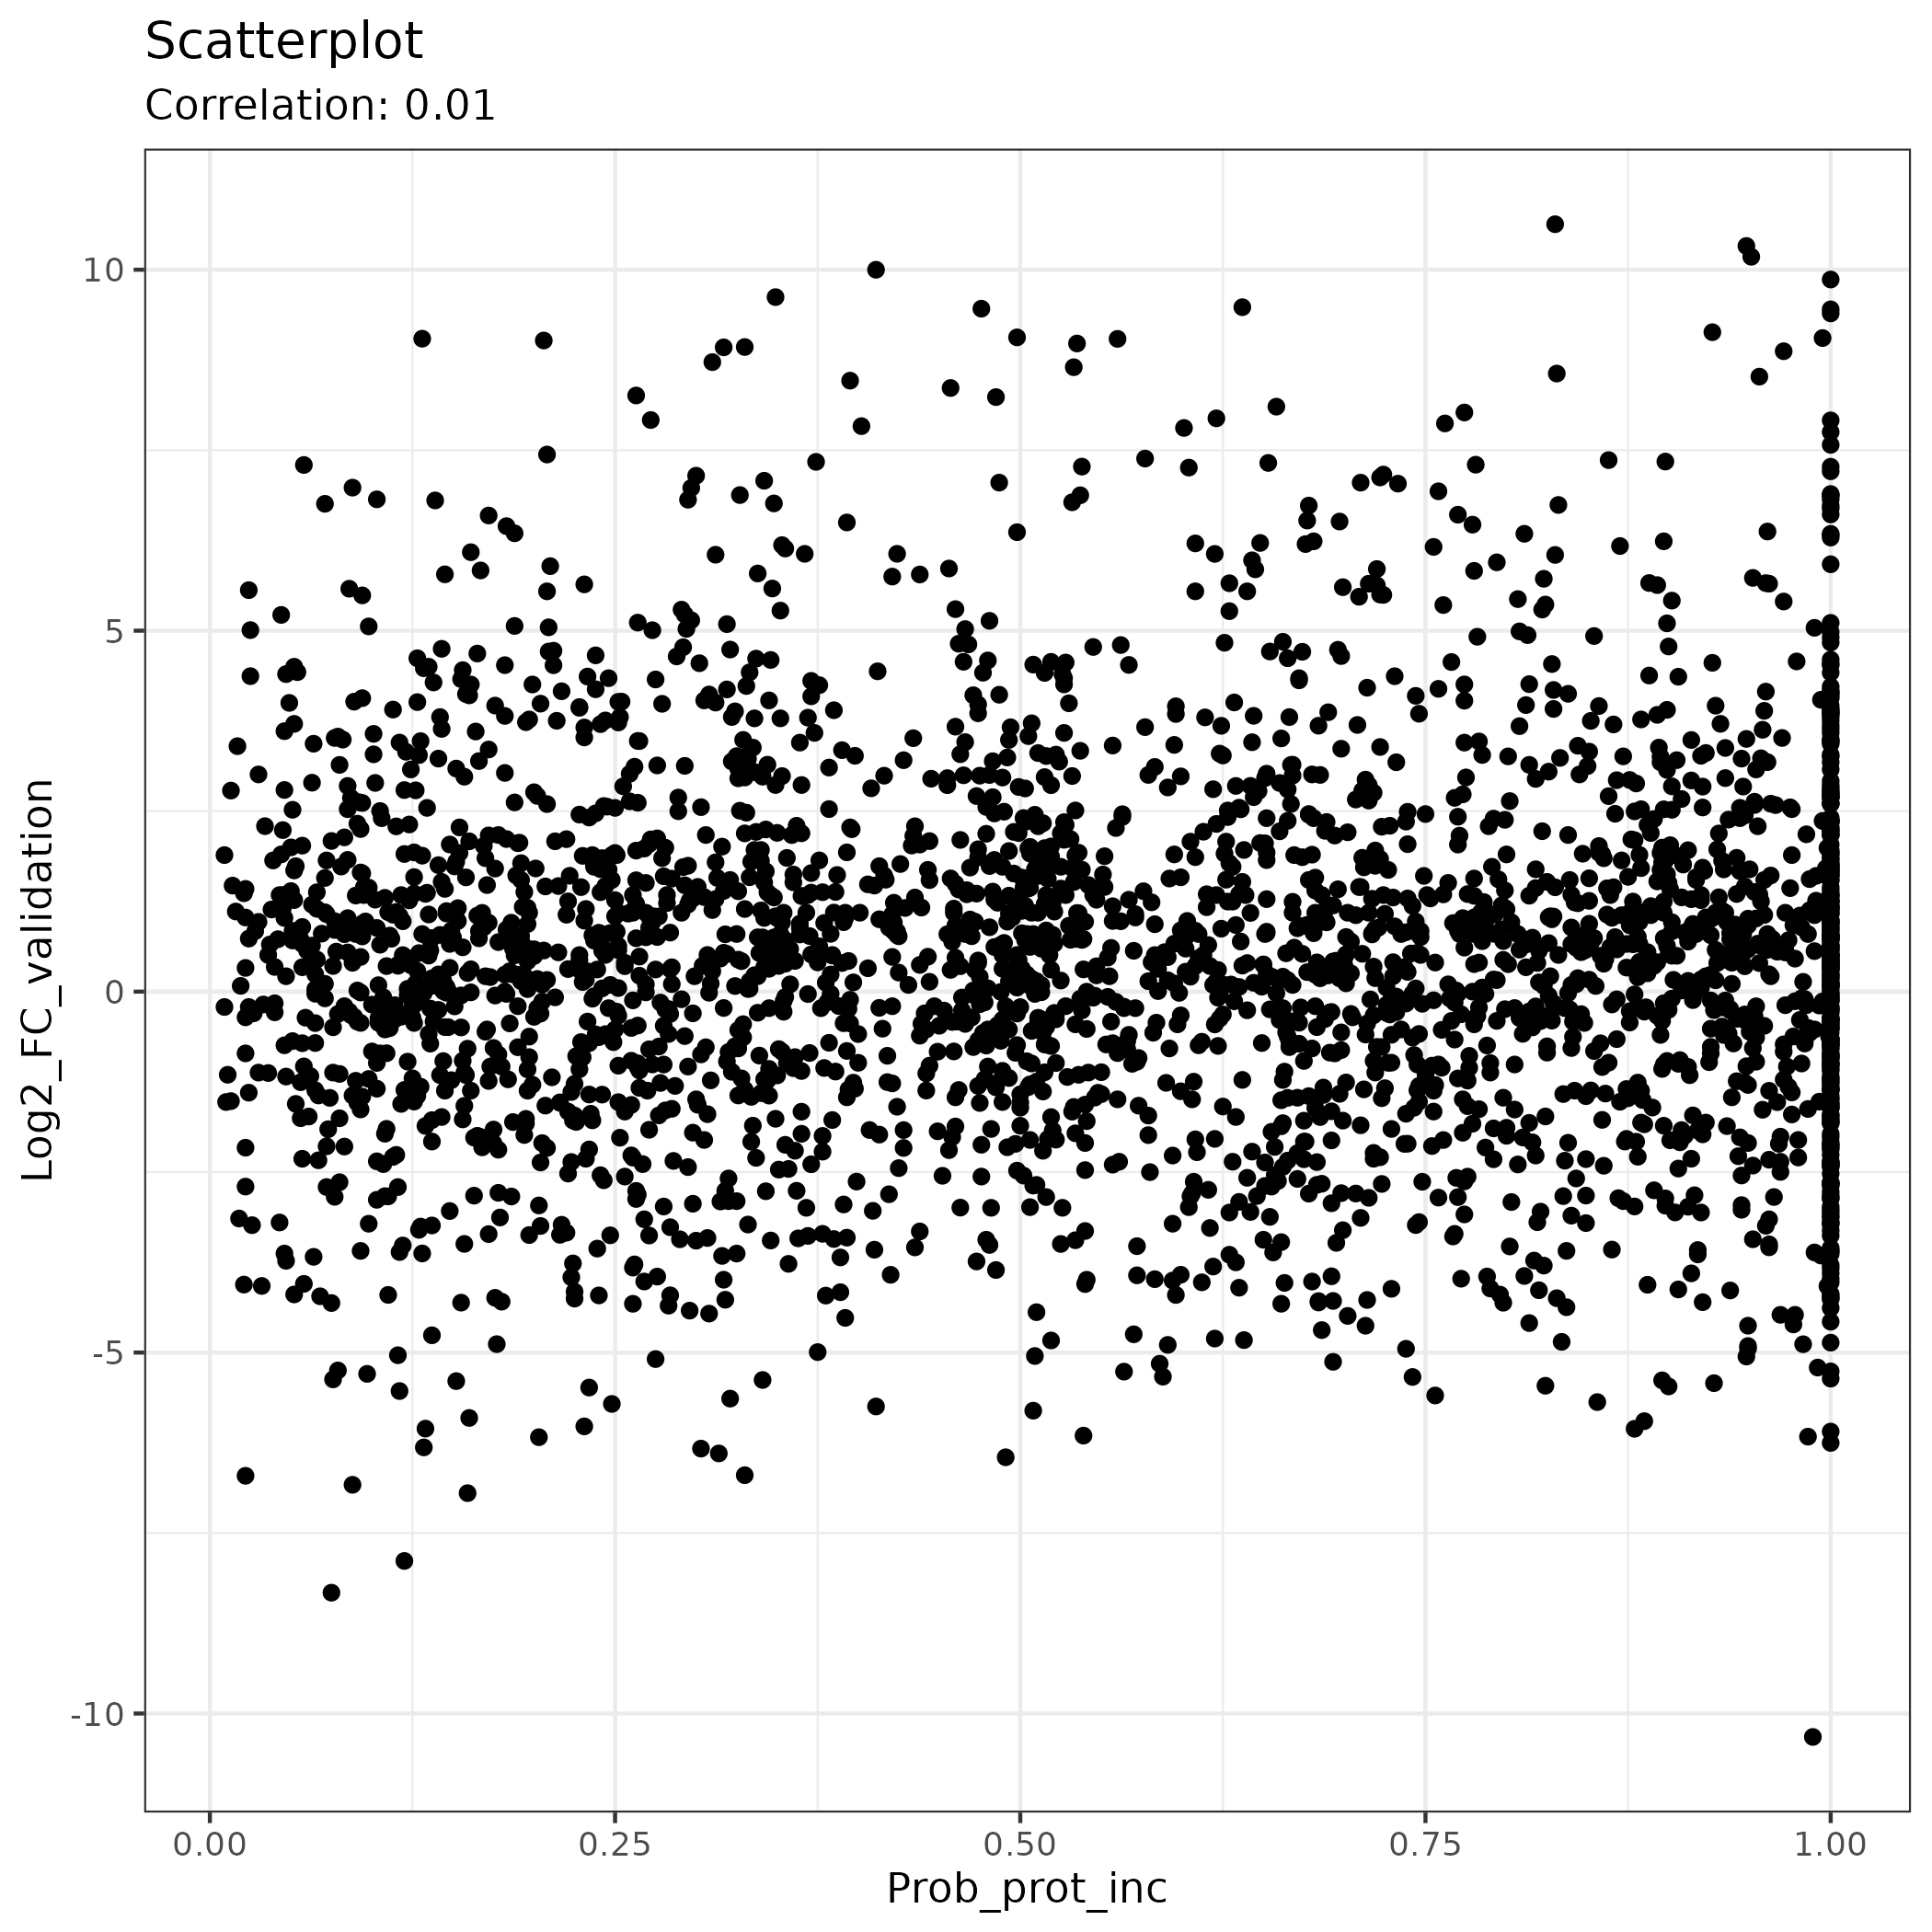 Scatterplot
Correlation: 0.01
10
5
0
-5
-10
Log2_FC_validation
0.00 0.25 0.50 0.75 1.00
Prob_prot_inc